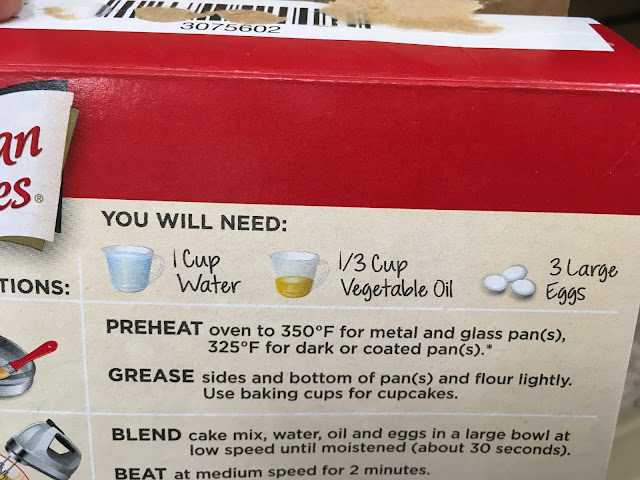 3075602
an
es®
YOU WILL NEED:
1 Cup
Water
1/3 Cup
Vegetable Oil
3 Large
Eggs
TIONS:
PREHEAT oven to 350°F for metal and glass pan(s),
325°F for dark or coated pan(s).*
GREASE sides and bottom of pan(s) and flour lightly.
Use baking cups for cupcakes.
BLEND cake mix, water, oil and eggs in a large bowl at
low speed until moistened (about 30 seconds).
BEAT at medium speed for 2 minutes.